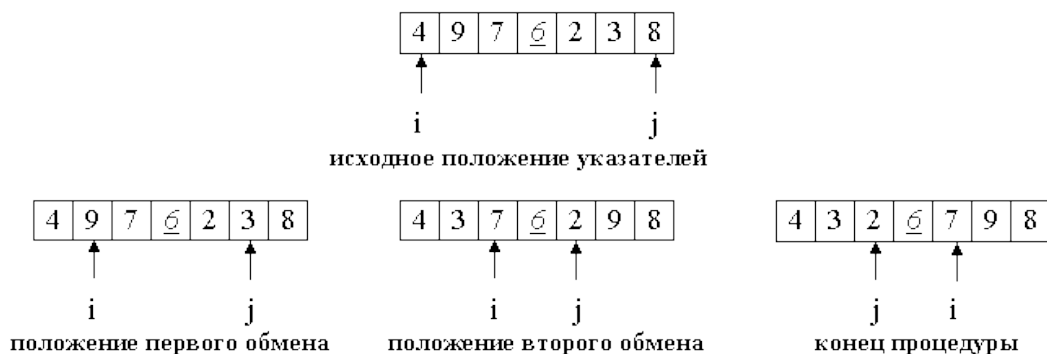 4 9 7 6 2 3 8
i j
исходное положение указателей
4 9 7 6 2 3 8
i j
положение первого обмена
4 3 7 6 2 9 8
i j
положение второго обмена
4 3 2 6 7 9 8
j i
конец процедуры